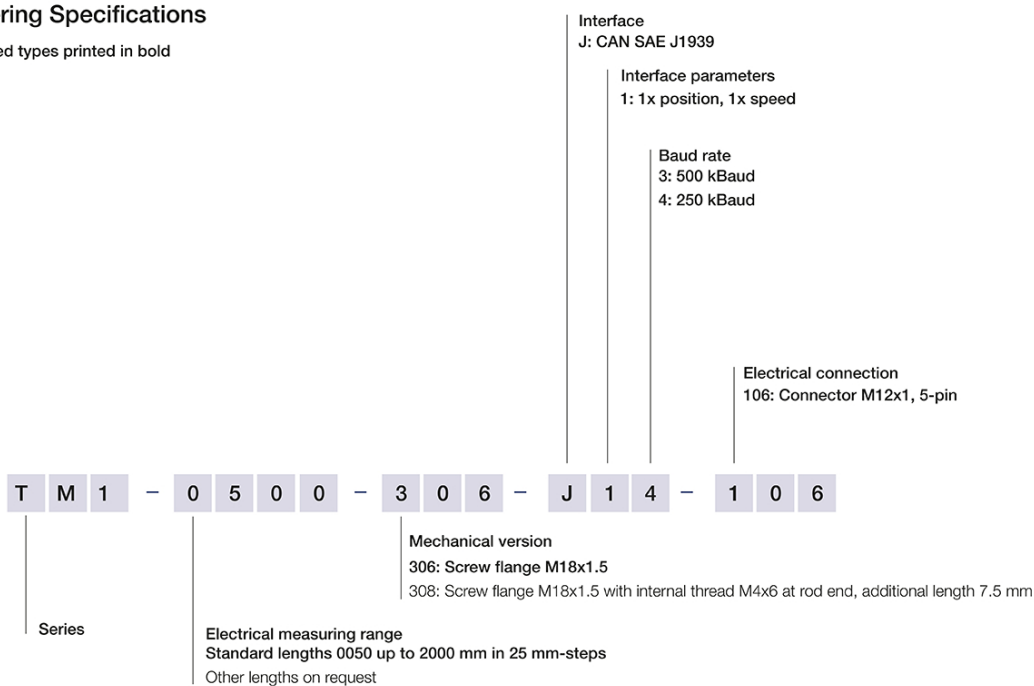 ring Specifications
ed types printed in bold
Interface
J: CAN SAE J1939
Interface parameters
1: 1x position, 1x speed
Baud rate
3: 500 kBaud
4: 250 kBaud
Electrical connection
106: Connector M12x1, 5-pin
T M 1 – 0 5 0 0 – 3 0 6 – J 1 4 – 1 0 6
Mechanical version
306: Screw flange M18x1.5
308: Screw flange M18x1.5 with internal thread M4x6 at rod end, additional length 7.5 mm
Series
Electrical measuring range
Standard lengths 0050 up to 2000 mm in 25 mm-steps
Other lengths on request